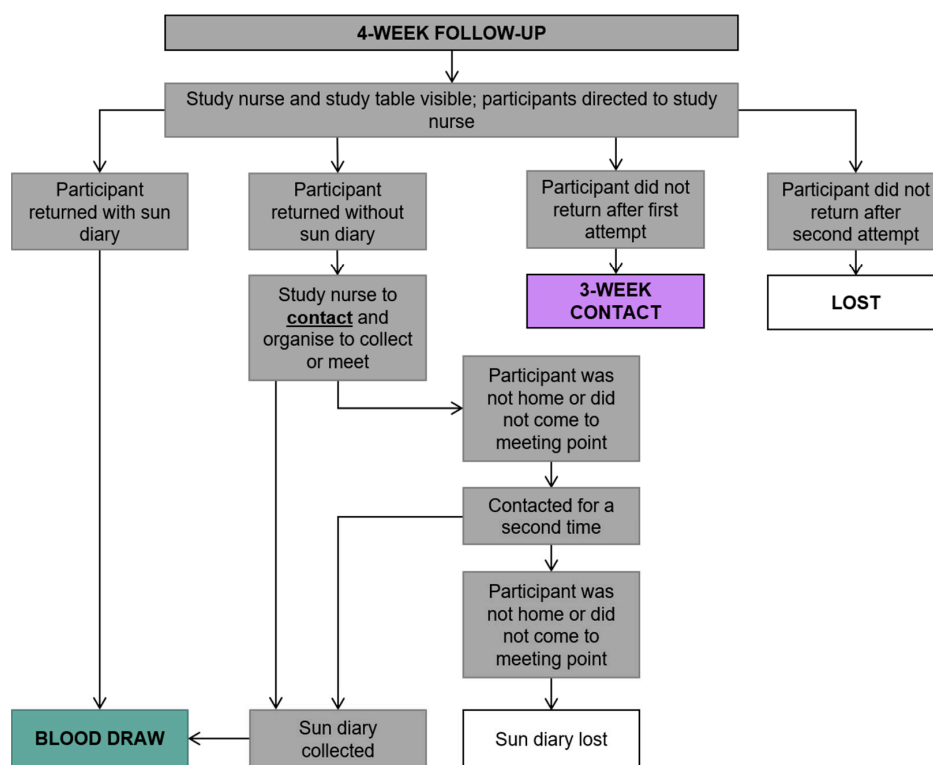 4-WEEK FOLLOW-UP
Study nurse and study table visible; participants directed to study
nurse
Participant
returned with sun
diary
Participant
returned without
sun diary
Participant did not
return after first
attempt
Participant did not
return after
second attempt
Study nurse to
contact and
organise to collect
or meet
3-WEEK
CONTACT
LOST
Participant was
not home or did
not come to
meeting point
Contacted for a
second time
Participant was
not home or did
not come to
meeting point
BLOOD DRAW
Sun diary
collected
Sun diary lost